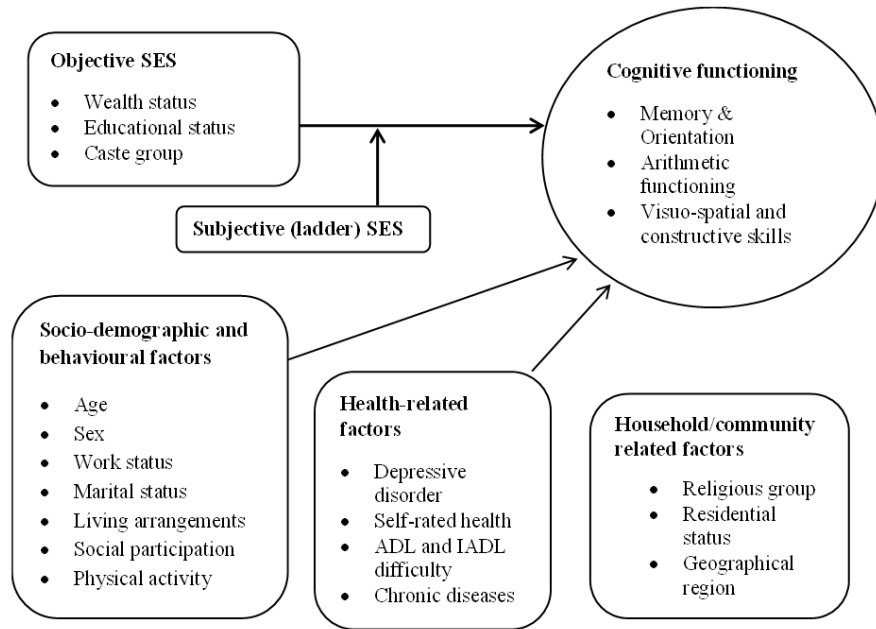 Objective SES
• Wealth status
• Educational status
• Caste group
Subjective (ladder) SES
Cognitive functioning
• Memory &
Orientation
• Arithmetic
functioning
• Visuo-spatial and
constructive skills
Socio-demographic and
behavioural factors
• Age
• Sex
• Work status
• Marital status
• Living arrangements
• Social participation
• Physical activity
Health-related
factors
• Depressive
disorder
• Self-rated health
• ADL and IADL
difficulty
• Chronic diseases
Household/community
related factors
• Religious group
• Residential
status
• Geographical
region